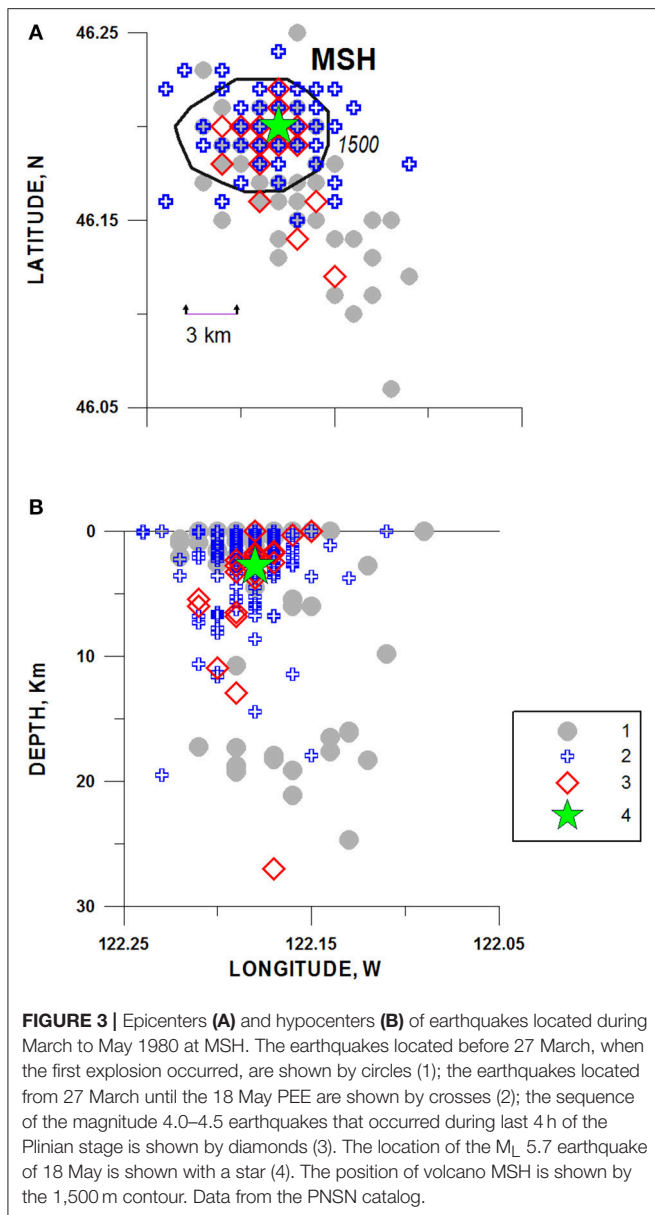 A
46.25
MSH
1500
LATITUDE, N
46.15
3 km
46.05
B
0
10
DEPTH, Km
20
30
1
2
3
4
122.25
122.15
122.05
LONGITUDE, W
FIGURE 3 | Epicenters (A) and hypocenters (B) of earthquakes located during
March to May 1980 at MSH. The earthquakes located before 27 March, when
the first explosion occurred, are shown by circles (1); the earthquakes located
from 27 March until the 18 May PEE are shown by crosses (2); the sequence
of the magnitude 4.0–4.5 earthquakes that occurred during last 4 h of the
Plinian stage is shown by diamonds (3). The location of the ML 5.7 earthquake
of 18 May is shown with a star (4). The position of volcano MSH is shown by
the 1,500 m contour. Data from the PNSN catalog.